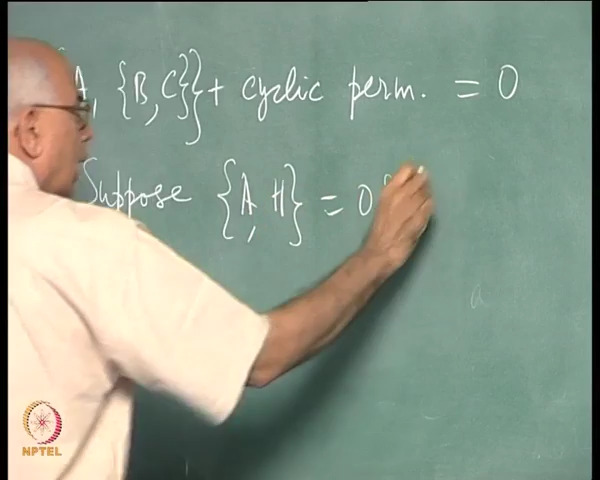 A, {B, C}} + cyclic perm. = 0
Suppose {A, H} = 0
NPTEL